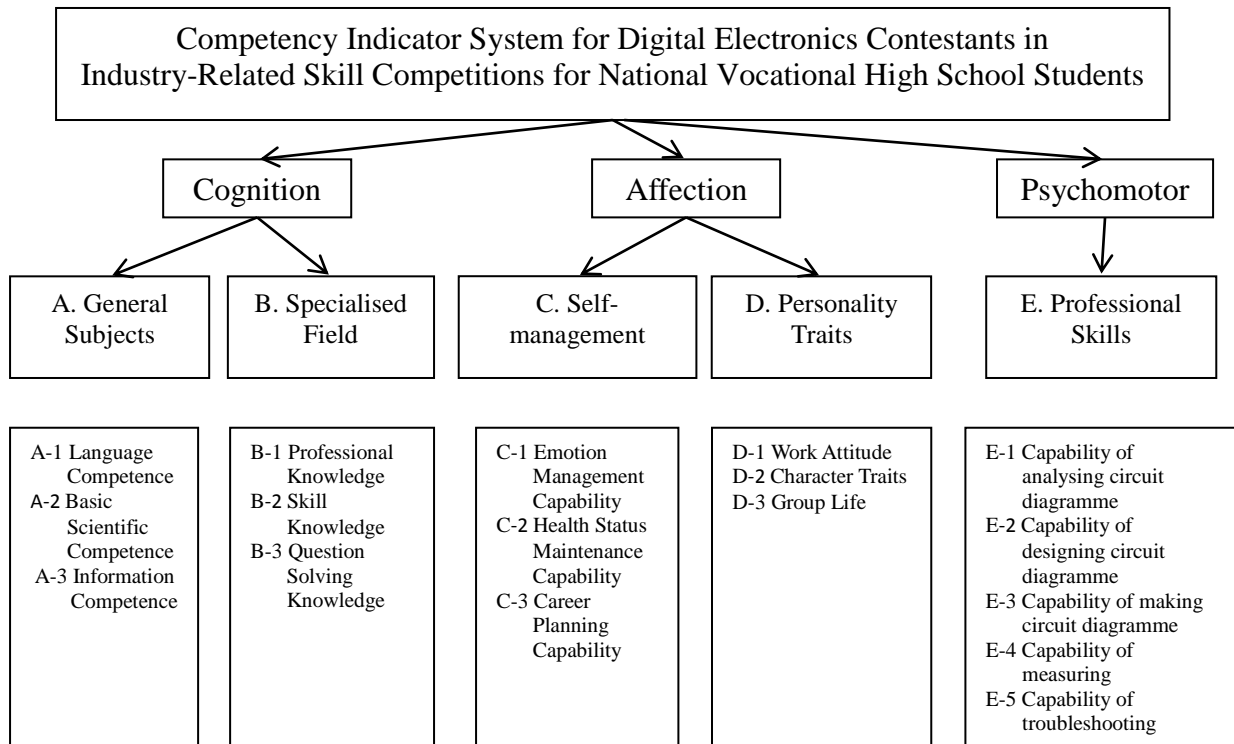 Competency Indicator System for Digital Electronics Contestants in
Industry-Related Skill Competitions for National Vocational High School Students
Cognition
Affection
Psychomotor
A. General
Subjects
B. Specialised
Field
C. Self-
management
D. Personality
Traits
E. Professional
Skills
A-1 Language
Competence
A-2 Basic
Scientific
Competence
A-3 Information
Competence
B-1 Professional
Knowledge
B-2 Skill
Knowledge
B-3 Question
Solving
Knowledge
C-1 Emotion
Management
Capability
C-2 Health Status
Maintenance
Capability
C-3 Career
Planning
Capability
D-1 Work Attitude
D-2 Character Traits
D-3 Group Life
E-1 Capability of
analysing circuit
diagramme
E-2 Capability of
designing circuit
diagramme
E-3 Capability of making
circuit diagramme
E-4 Capability of
measuring
E-5 Capability of
troubleshooting